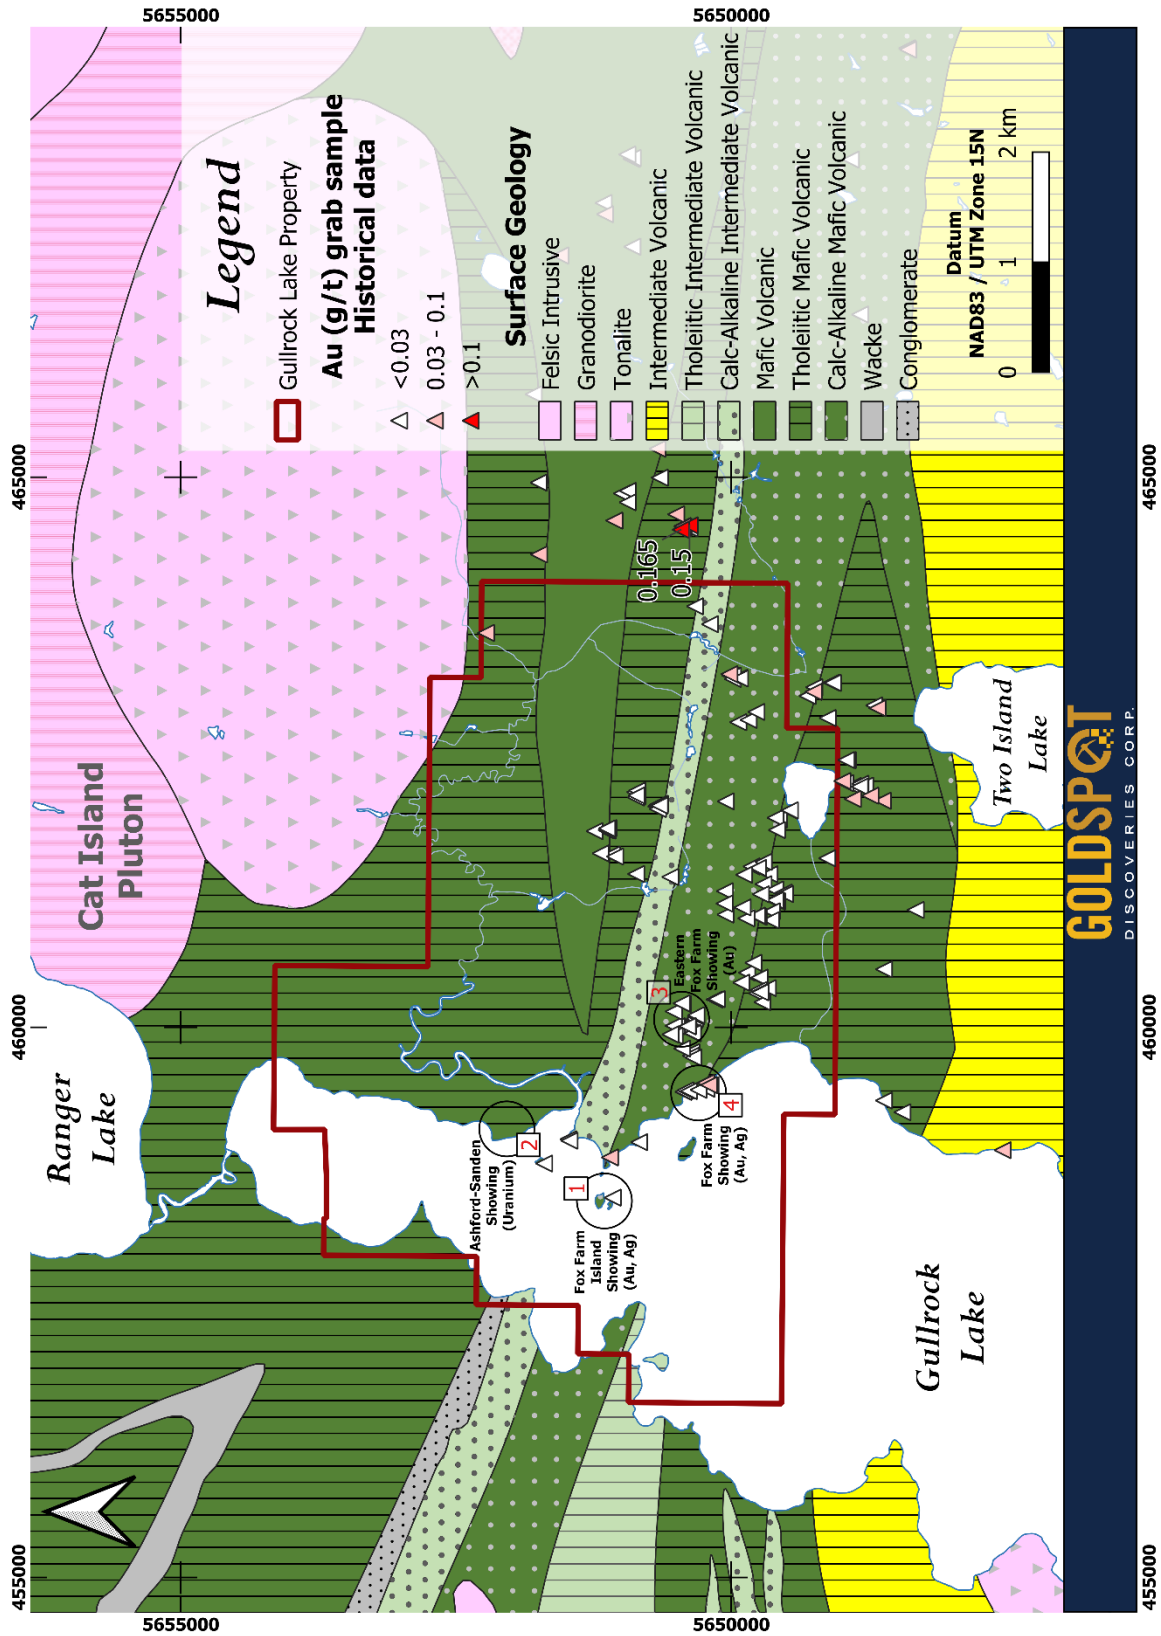 455000
460000
465000
5655000
5655000
5650000
5650000
455000
460000
465000
Ranger
Lake
Cat Island
Pluton
Ashford-Sanden
Showing
(Uranium)
2
1
Fox Farm
Island
Showing
(Au, Ag)
3
Eastern
Fox Farm
Showing
(Au)
4
Fox Farm
Showing
(Au, Ag)
0.165
0.15
Gullrock
Lake
Two Island
Lake
Legend
Gullrock Lake Property
Au (g/t) grab sample
Historical data
<0.03
0.03 - 0.1
>0.1
Surface Geology
Felsic Intrusive
Granodiorite
Tonalite
Intermediate Volcanic
Tholeiitic Intermediate Volcanic
Calc-Alkaline Intermediate Volcanic
Mafic Volcanic
Tholeiitic Mafic Volcanic
Calc-Alkaline Mafic Volcanic
Wacke
Conglomerate
Datum
NAD83 / UTM Zone 15N
0 1 2 km
GOLDSPOT
DISCOVERIES CORP.